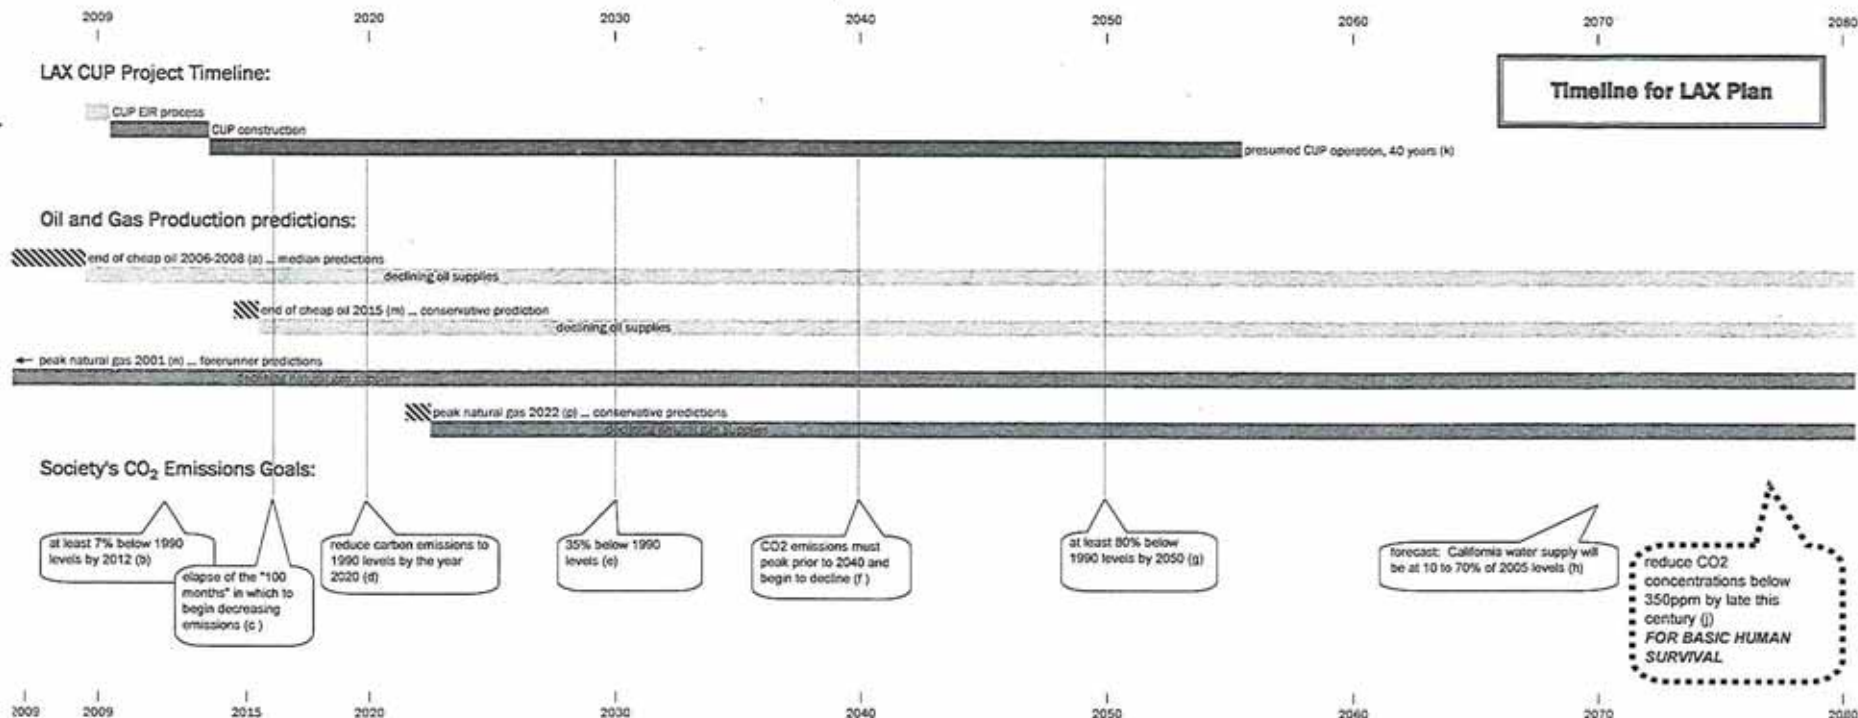 2009 2020 2030 2040 2050 2060 2070 2080
LAX CUP Project Timeline:
Timeline for LAX Plan
CUP EIR process
CUP construction
presumed CUP operation, 40 years (k)
Oil and Gas Production predictions:
end of cheap oil 2006-2008 (a) ... median predictions
declining oil supplies
end of cheap oil 2015 (m) ... conservative prediction
declining oil supplies
peak natural gas 2001 (n) ... forerunner predictions
declining natural gas supplies
peak natural gas 2022 (p) ... conservative predictions
declining natural gas supplies
Society's CO2 Emissions Goals:
at least 7% below 1990
levels by 2012 (b)
elapse of the "100
months" in which to
begin decreasing
emissions (c )
reduce carbon emissions to
1990 levels by the year
2020 (d)
35% below 1990
levels (e)
CO2 emissions must
peak prior to 2040 and
begin to decline (f )
at least 80% below
1990 levels by 2050 (g)
forecast: California water supply will
be at 10 to 70% of 2005 levels (h)
reduce CO2
concentrations below
350ppm by late this
century (j)
FOR BASIC HUMAN
SURVIVAL
2009 2009 2015 2020 2030 2040 2050 2060 2070 2080